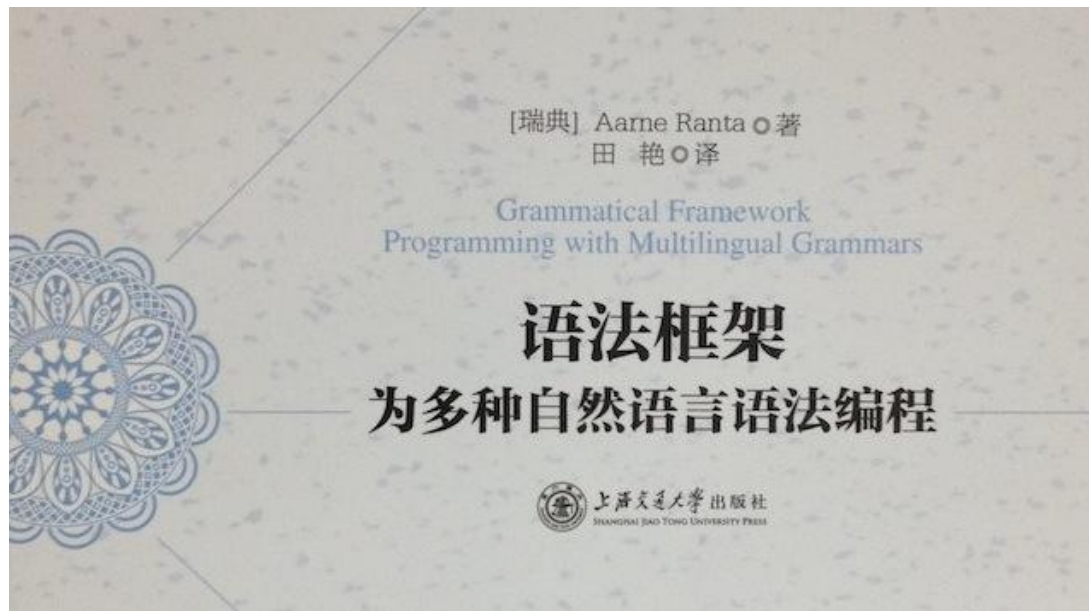 [瑞典] Aarne Ranta 著
田 艳 译
Grammatical Framework
Programming with Multilingual Grammars
语法框架
为多种自然语言语法编程
上海交通大学出版社
SHANGHAI JIAO TONG UNIVERSITY PRESS